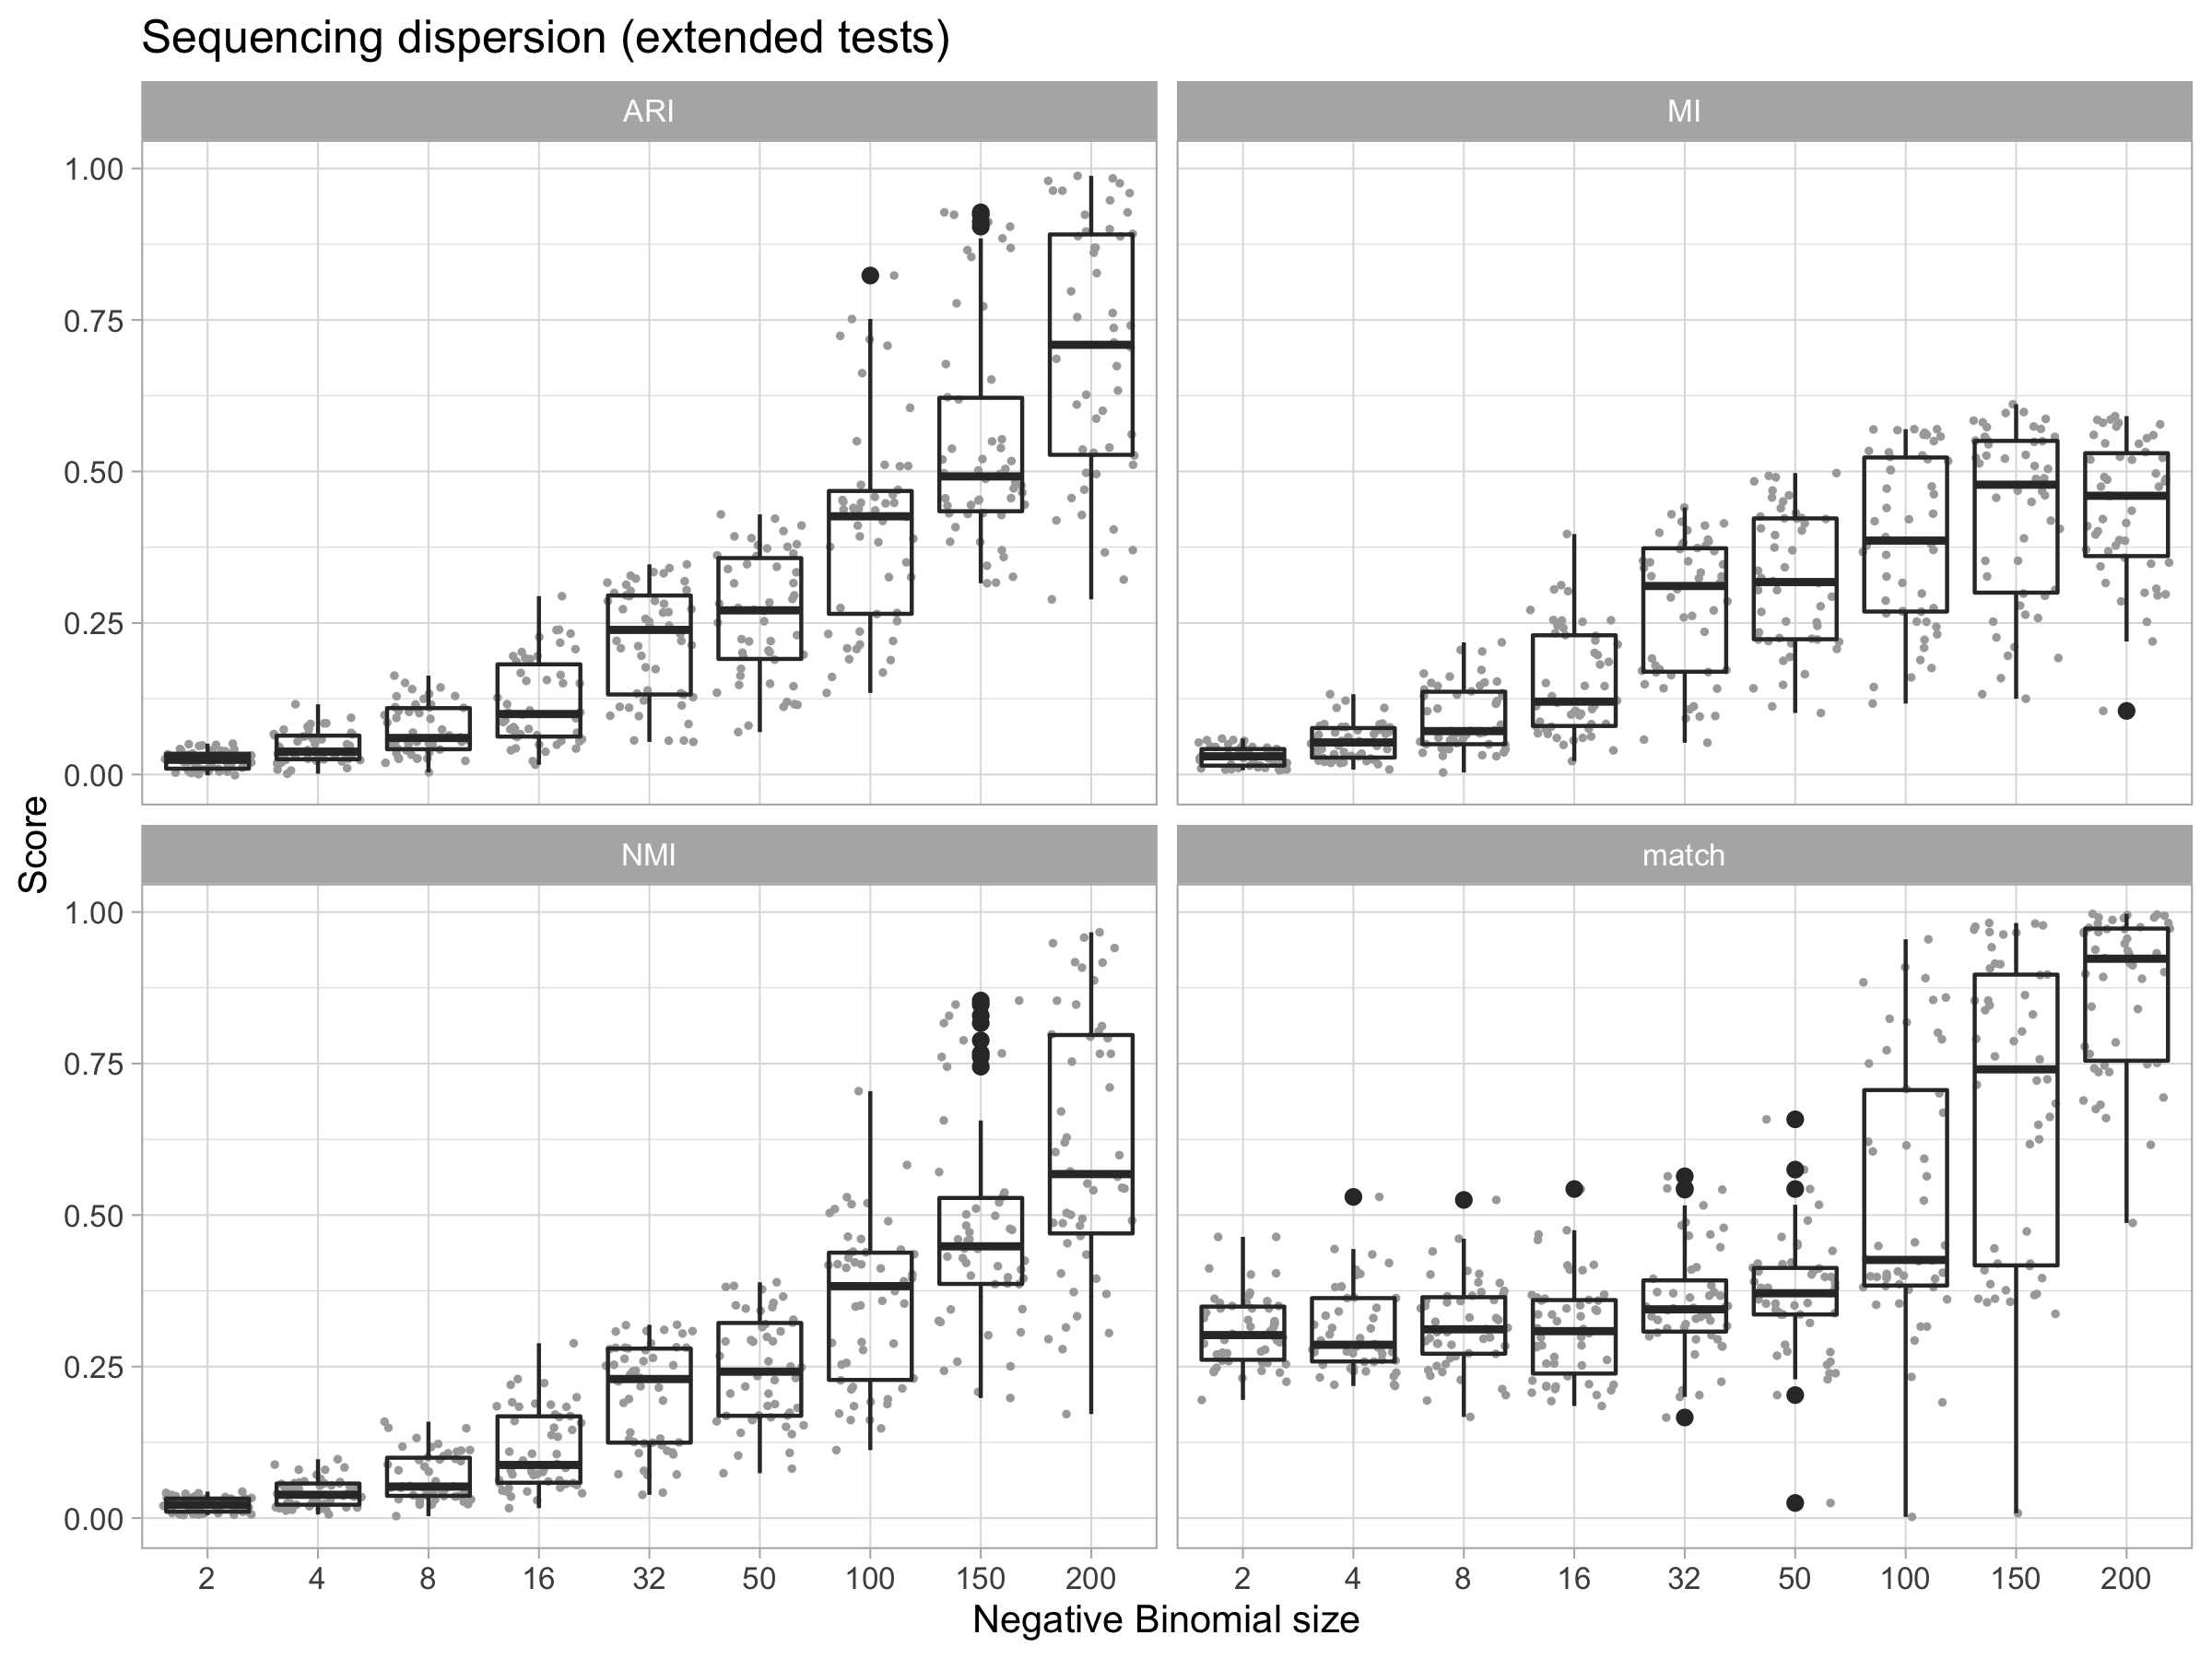 Sequencing dispersion (extended tests)
ARI
MI
1.00
0.75
0.50
0.25
0.00
Score
NMI
match
1.00
0.75
0.50
0.25
0.00
2 4 8 16 32 50 100 150 200
2 4 8 16 32 50 100 150 200
Negative Binomial size